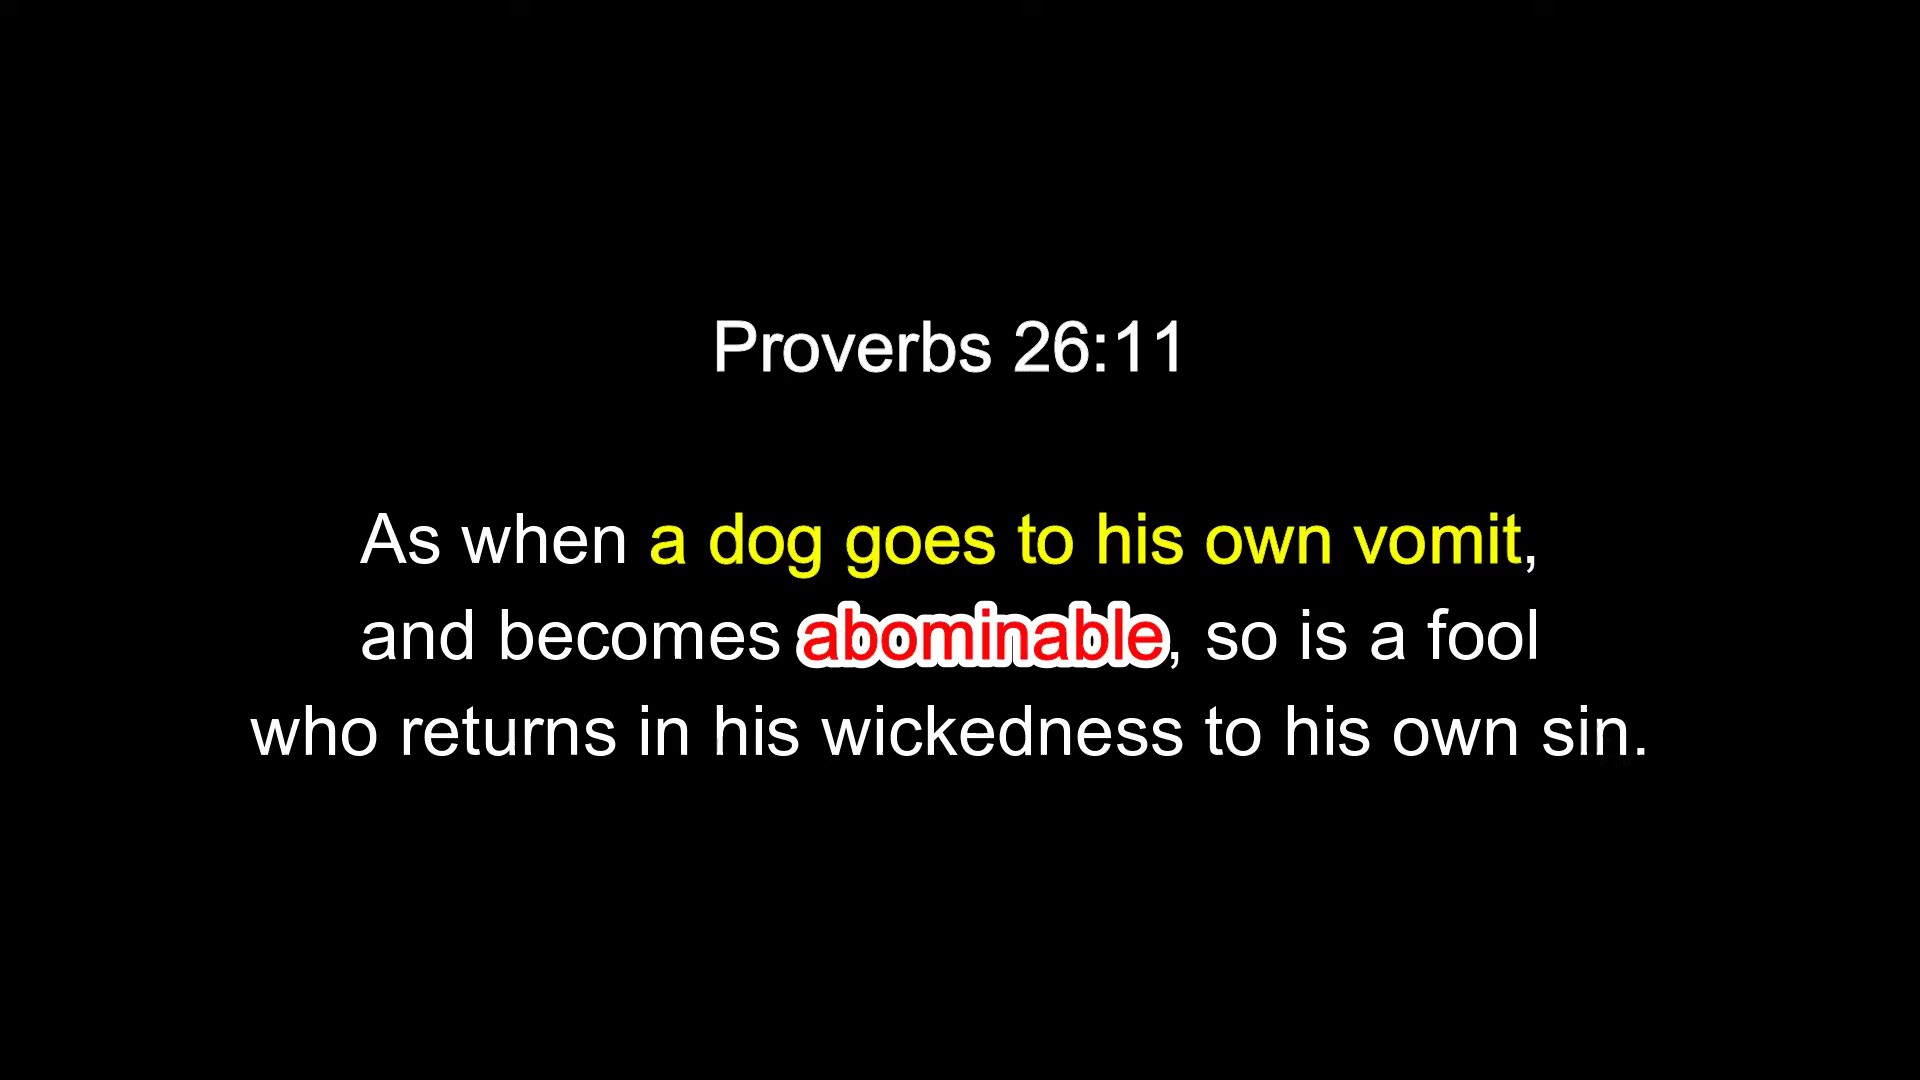 Proverbs 26:11
As when a dog goes to his own vomit,
and becomes abominable, so is a fool
who returns in his wickedness to his own sin.